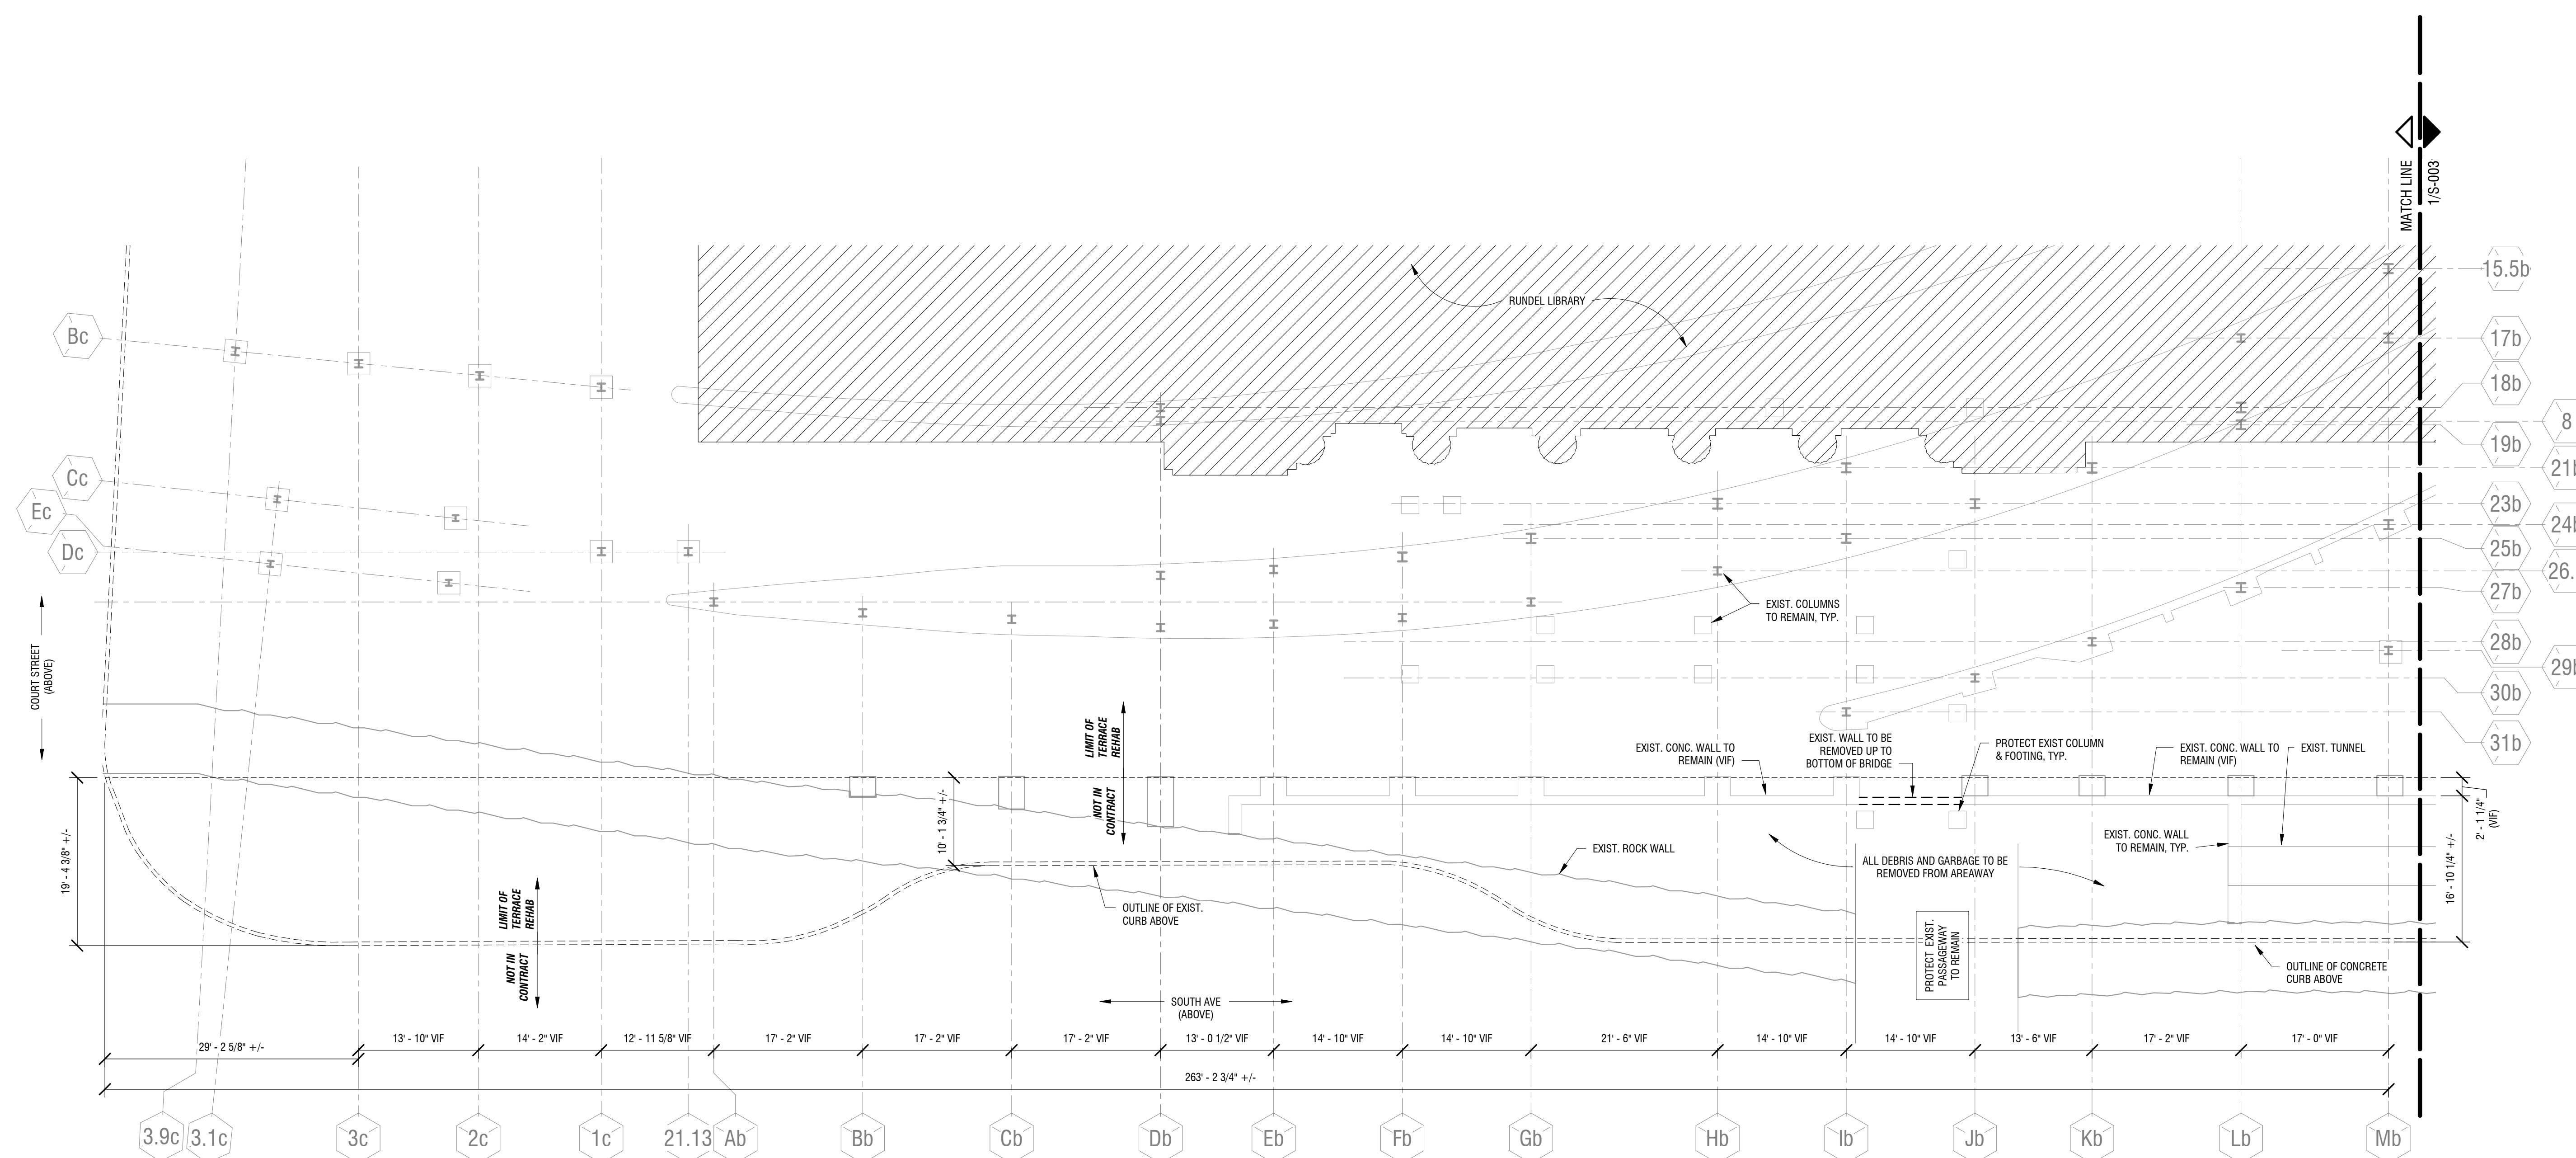 MATCH LINE
1/S-003
15.5b
17b
18b
8
19b
21b
23b
24b
25b
26.
27b
28b
29b
30b
31b
Bc
Cc
Ec
Dc
RUNDEL LIBRARY
EXIST. COLUMNS
TO REMAIN, TYP.
COURT STREET
(ABOVE)
LIMIT OF
TERRACE
REHAB
NOT IN
CONTRACT
EXIST. CONC. WALL TO
REMAIN (VIF)
EXIST. WALL TO BE
REMOVED UP TO
BOTTOM OF BRIDGE
PROTECT EXIST COLUMN
& FOOTING, TYP.
EXIST. CONC. WALL TO
REMAIN (VIF)
EXIST. TUNNEL
19' - 4 3/8" +/-
10' - 1 3/4" +/-
2' - 1 1/4"
(VIF)
16' - 10 1/4" +/-
EXIST. CONC. WALL
TO REMAIN, TYP.
EXIST. ROCK WALL
ALL DEBRIS AND GARBAGE TO BE
REMOVED FROM AREAWAY
LIMIT OF
TERRACE
REHAB
NOT IN
CONTRACT
OUTLINE OF EXIST.
CURB ABOVE
PROTECT EXIST.
PASSAGEWAY
TO REMAIN
OUTLINE OF CONCRETE
CURB ABOVE
SOUTH AVE
(ABOVE)
29' - 2 5/8" +/-
13' - 10" VIF
14' - 2" VIF
12' - 11 5/8" VIF
17' - 2" VIF
17' - 2" VIF
17' - 2" VIF
13' - 0 1/2" VIF
14' - 10" VIF
14' - 10" VIF
21' - 6" VIF
14' - 10" VIF
14' - 10" VIF
13' - 6" VIF
17' - 2" VIF
17' - 0" VIF
263' - 2 3/4" +/-
3.9c
3.1c
3c
2c
1c
21.13
Ab
Bb
Cb
Db
Eb
Fb
Gb
Hb
Ib
Jb
Kb
Lb
Mb